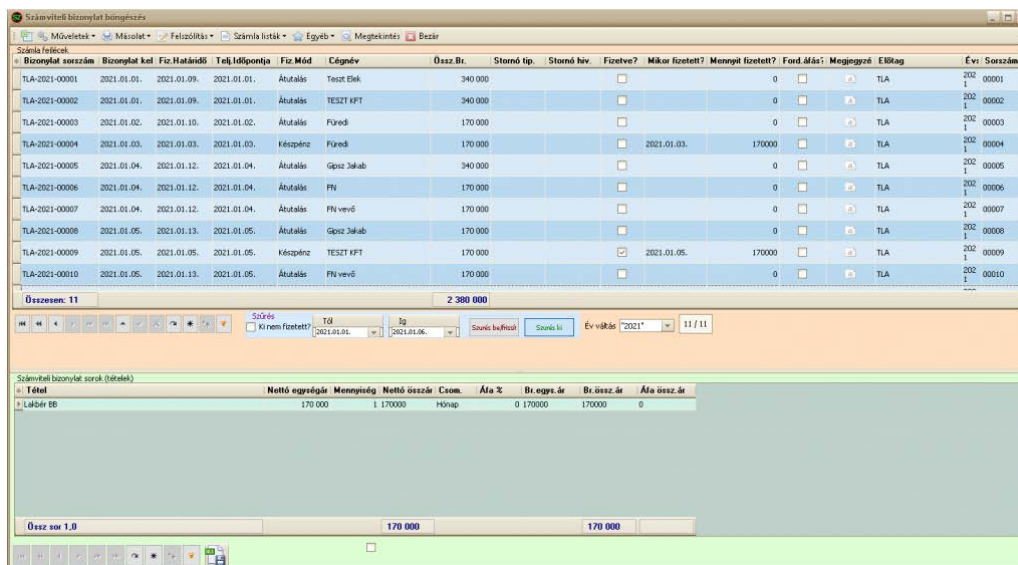 Számviteli bizonylat böngészés
Műveletek Másolat Felszólítás Számla listák Egyéb Megtekintés Bezár
Számla fejlécek
Bizonylat sorszám Bizonylat kel Fiz.Határidő Telj.Időpontja Fiz.Mód Cégnév Össz.Br. Stornó tip. Stornó hiv. Fizetve? Mikor fizetett? Mennyit fizetett? Ford.áfás? Megjegyzé Előtag Év: Sorszám
TLA-2021-00001 2021.01.01. 2021.01.09. 2021.01.01. Átutalás Teszt Elek 340 000 0 TLA 2021 00001
TLA-2021-00002 2021.01.01. 2021.01.09. 2021.01.01. Átutalás TESZT KFT 340 000 0 TLA 2021 00002
TLA-2021-00003 2021.01.02. 2021.01.10. 2021.01.02. Átutalás Füredi 170 000 0 TLA 2021 00003
TLA-2021-00004 2021.01.03. 2021.01.03. 2021.01.03. Készpénz Füredi 170 000 2021.01.03. 170000 TLA 2021 00004
TLA-2021-00005 2021.01.04. 2021.01.12. 2021.01.04. Átutalás Gipsz Jakab 340 000 0 TLA 2021 00005
TLA-2021-00006 2021.01.04. 2021.01.12. 2021.01.04. Átutalás FN 170 000 0 TLA 2021 00006
TLA-2021-00007 2021.01.04. 2021.01.12. 2021.01.04. Átutalás FN vevő 170 000 0 TLA 2021 00007
TLA-2021-00008 2021.01.05. 2021.01.13. 2021.01.05. Átutalás Gipsz Jakab 170 000 0 TLA 2021 00008
TLA-2021-00009 2021.01.05. 2021.01.05. 2021.01.05. Készpénz TESZT KFT 170 000 2021.01.05. 170000 TLA 2021 00009
TLA-2021-00010 2021.01.05. 2021.01.13. 2021.01.05. Átutalás FN vevő 170 000 0 TLA 2021 00010
Összesen: 11 2 380 000
Szűrés
Ki nem fizetett? Tól Ig
2021.01.01. 2021.01.06. Szűrés be/frissít Szűrés ki Év váltás "2021" 11 / 11
Számviteli bizonylat sorok (tételek)
Tétel Nettó egységár Mennyiség Nettó összár Csom. Áfa % Br.egys.ár Br.össz.ár Áfa össz.ár
Lakbér BB 170 000 1 170000 Hónap 0 170000 170000 0
Össz sor 1,0 170 000 170 000